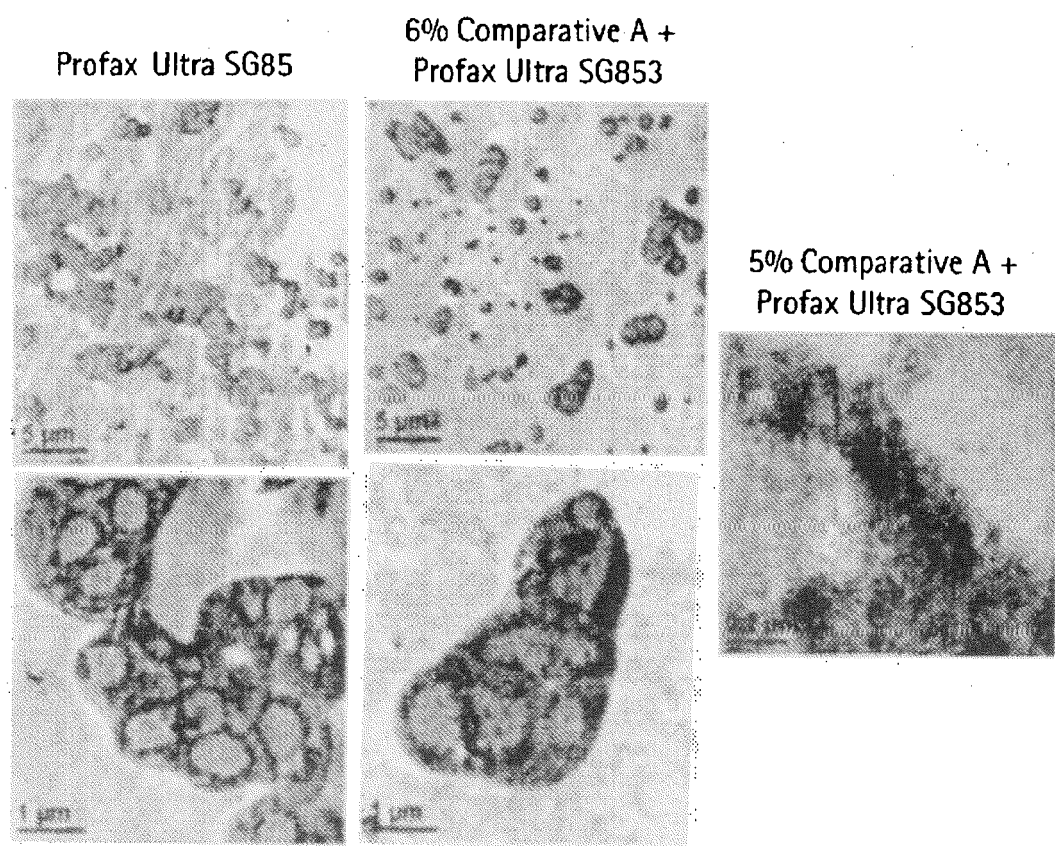 Profax Ultra SG85
6% Comparative A +
Profax Ultra SG853
5% Comparative A +
Profax Ultra SG853
5 µm
5 µm
1 µm
1 µm